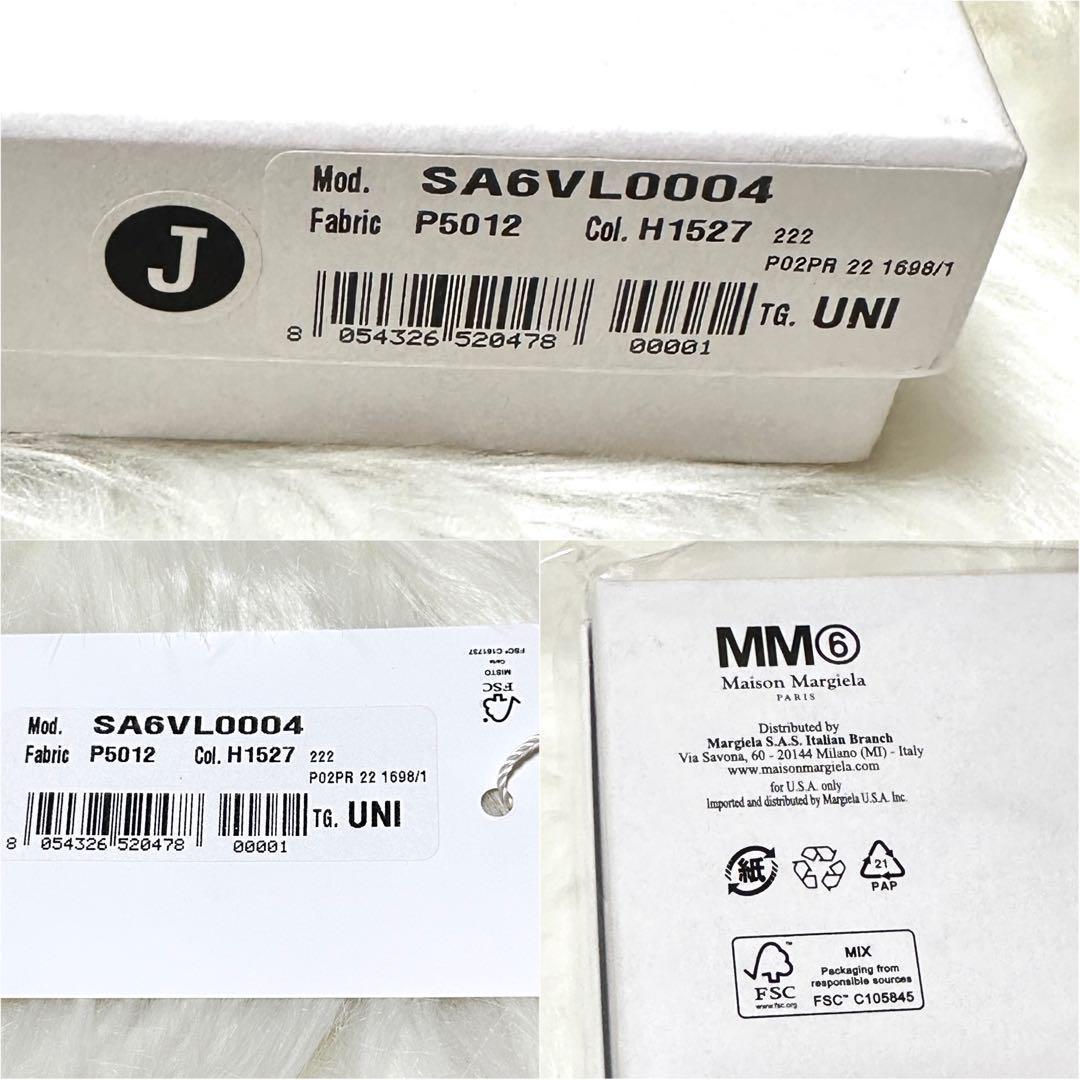 J
Mod. SA6VL0004
Fabric P5012 Col. H1527 222
P02PR 22 1698/1
TG. UNI
8 054326 520478 00001
FSC® C161737
Carta
MISTO
FSC
Mod. SA6VL0004
Fabric P5012 Col. H1527 222
P02PR 22 1698/1
TG. UNI
8 054326 520478 00001
MM⑥
Maison Margiela
PARIS
Distributed by
Margiela S.A.S. Italian Branch
Via Savona, 60 - 20144 Milano (MI) - Italy
www.maisonmargiela.com
for U.S.A. only
Imported and distributed by Margiela U.S.A. Inc.
紙
21
PAP
™
FSC
www.fsc.org
MIX
Packaging from
responsible sources
FSC™ C105845